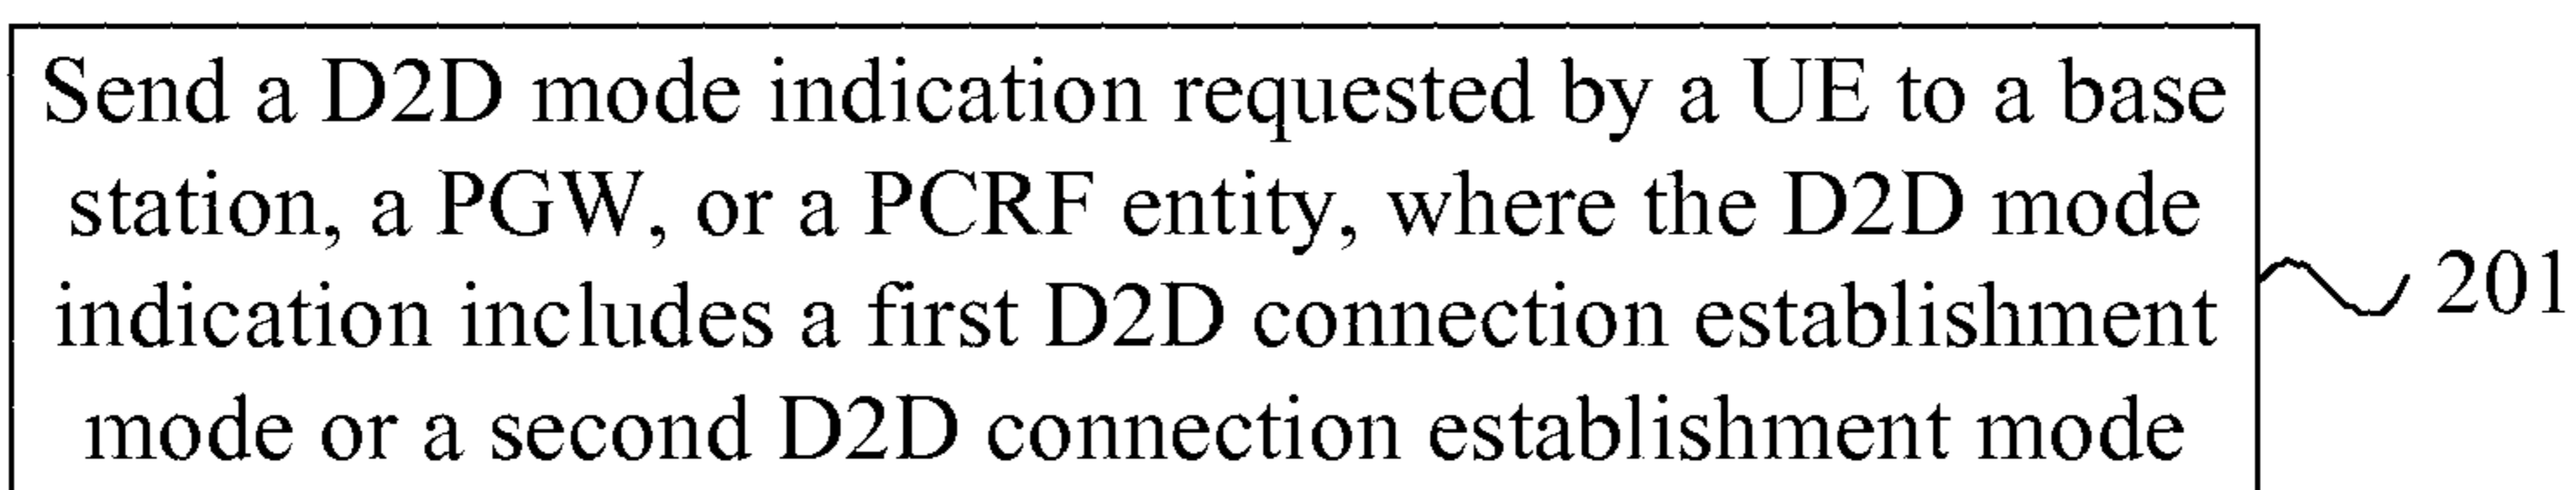 Send a D2D mode indication requested by a UE to a base
station, a PGW, or a PCRF entity, where the D2D mode
indication includes a first D2D connection establishment
mode or a second D2D connection establishment mode
201